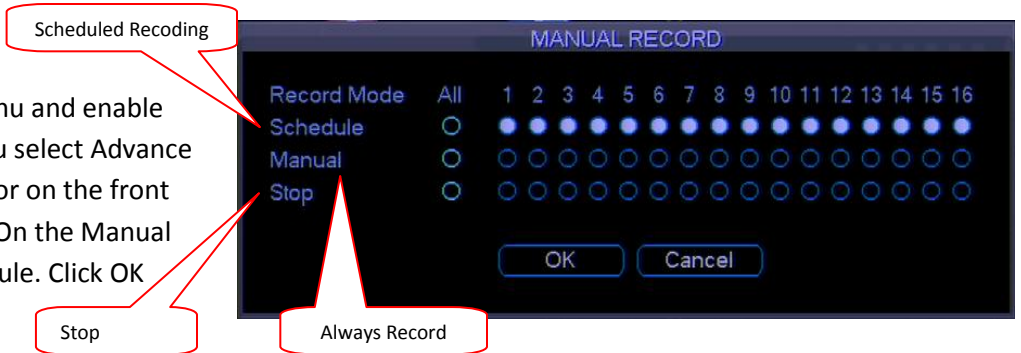 Scheduled Recoding
MANUAL RECORD
Record Mode All 1 2 3 4 5 6 7 8 9 10 11 12 13 14 15 16
Schedule
Manual
Stop
OK Cancel
nu and enable
u select Advance
or on the front
On the Manual
ule. Click OK
Stop
Always Record